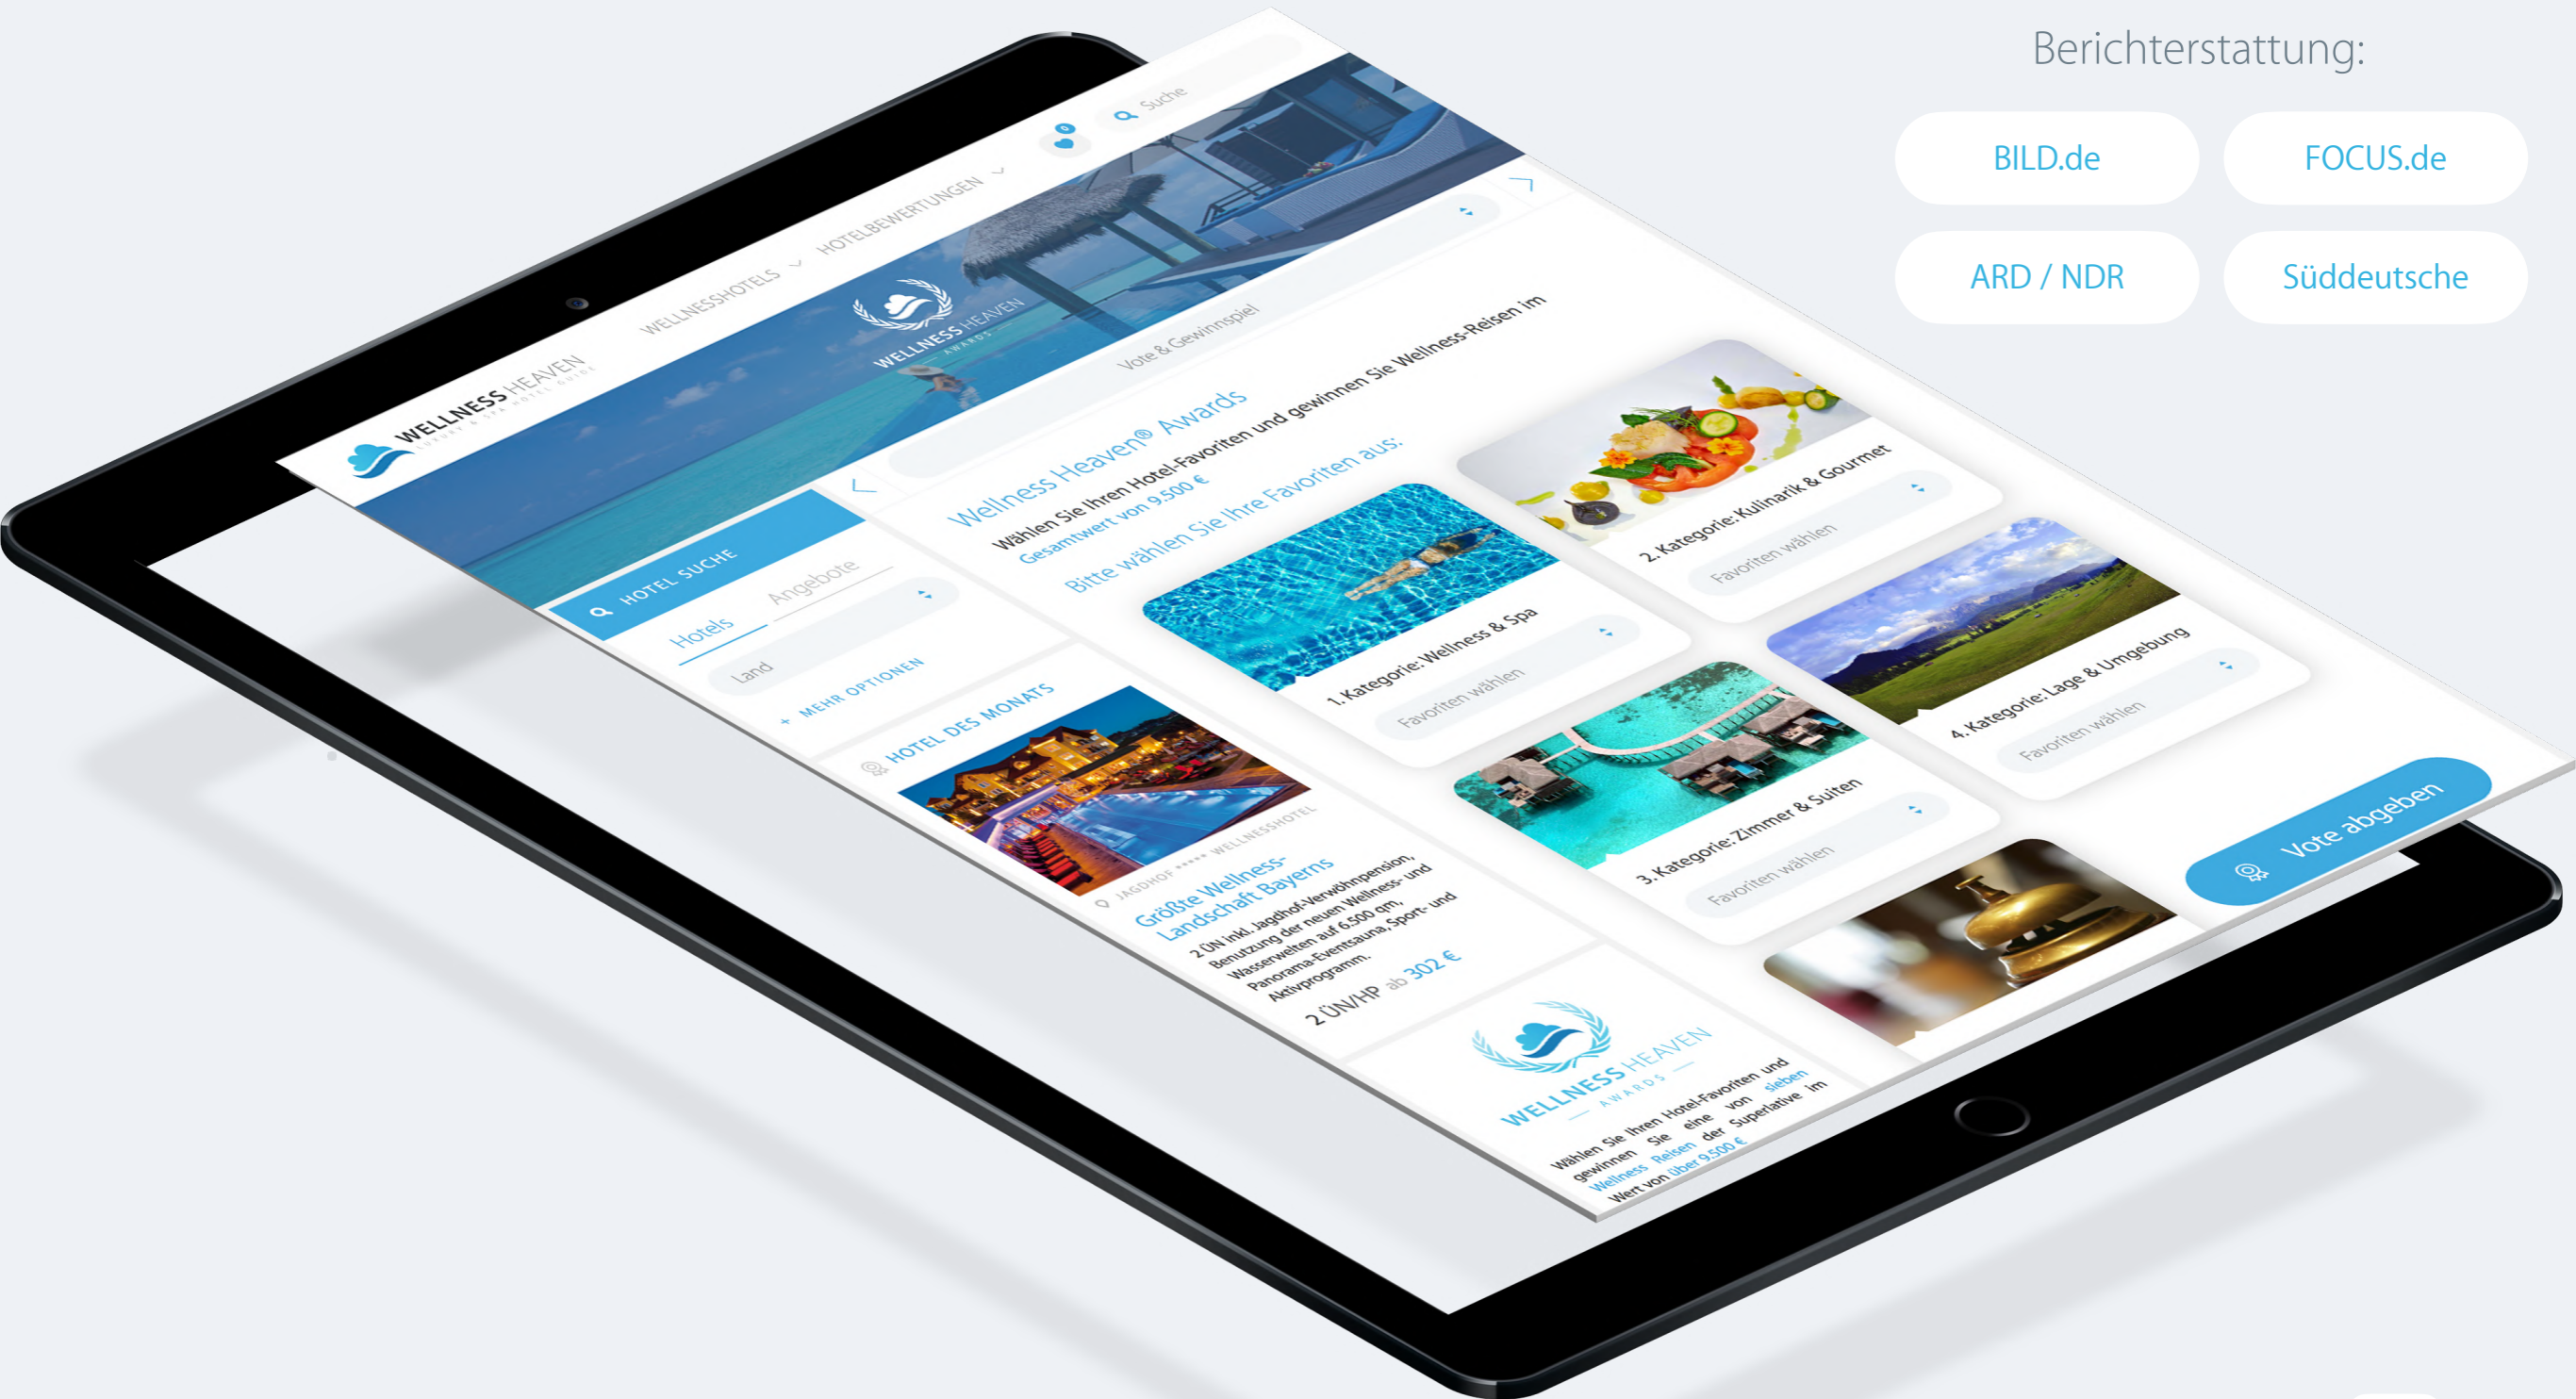 Berichterstattung:
BILD.de
FOCUS.de
ARD / NDR
Süddeutsche
WELLNESS HEAVEN
LUXURY & SPA HOTEL GUIDE
WELLNESSHOTELS
HOTELBEWERTUNGEN
0
Suche
WELLNESS HEAVEN
AWARDS
Vote & Gewinnspiel
HOTEL SUCHE
Hotels
Angebote
Land
+ MEHR OPTIONEN
HOTEL DES MONATS
JAGDHOF ***** WELLNESSHOTEL
Größte Wellness-
Landschaft Bayerns
2 ÜN inkl. Jagdhof-Verwöhnpension,
Benutzung der neuen Wellness- und
Wasserwelten auf 6.500 qm,
Panorama-Eventsauna, Sport- und
Aktivprogramm.
2 ÜN/HP ab 302 €
WELLNESS HEAVEN
AWARDS
Wählen Sie Ihren Hotel-Favoriten und
gewinnen Sie eine von sieben
Wellness Reisen der Superlative im
Wert von über 9.500 €
Wellness Heaven® Awards
Wählen Sie Ihren Hotel-Favoriten und gewinnen Sie Wellness-Reisen im
Gesamtwert von 9.500 €
Bitte wählen Sie Ihre Favoriten aus:
1. Kategorie: Wellness & Spa
Favoriten wählen
2. Kategorie: Kulinarik & Gourmet
Favoriten wählen
3. Kategorie: Zimmer & Suiten
Favoriten wählen
4. Kategorie: Lage & Umgebung
Favoriten wählen
Vote abgeben